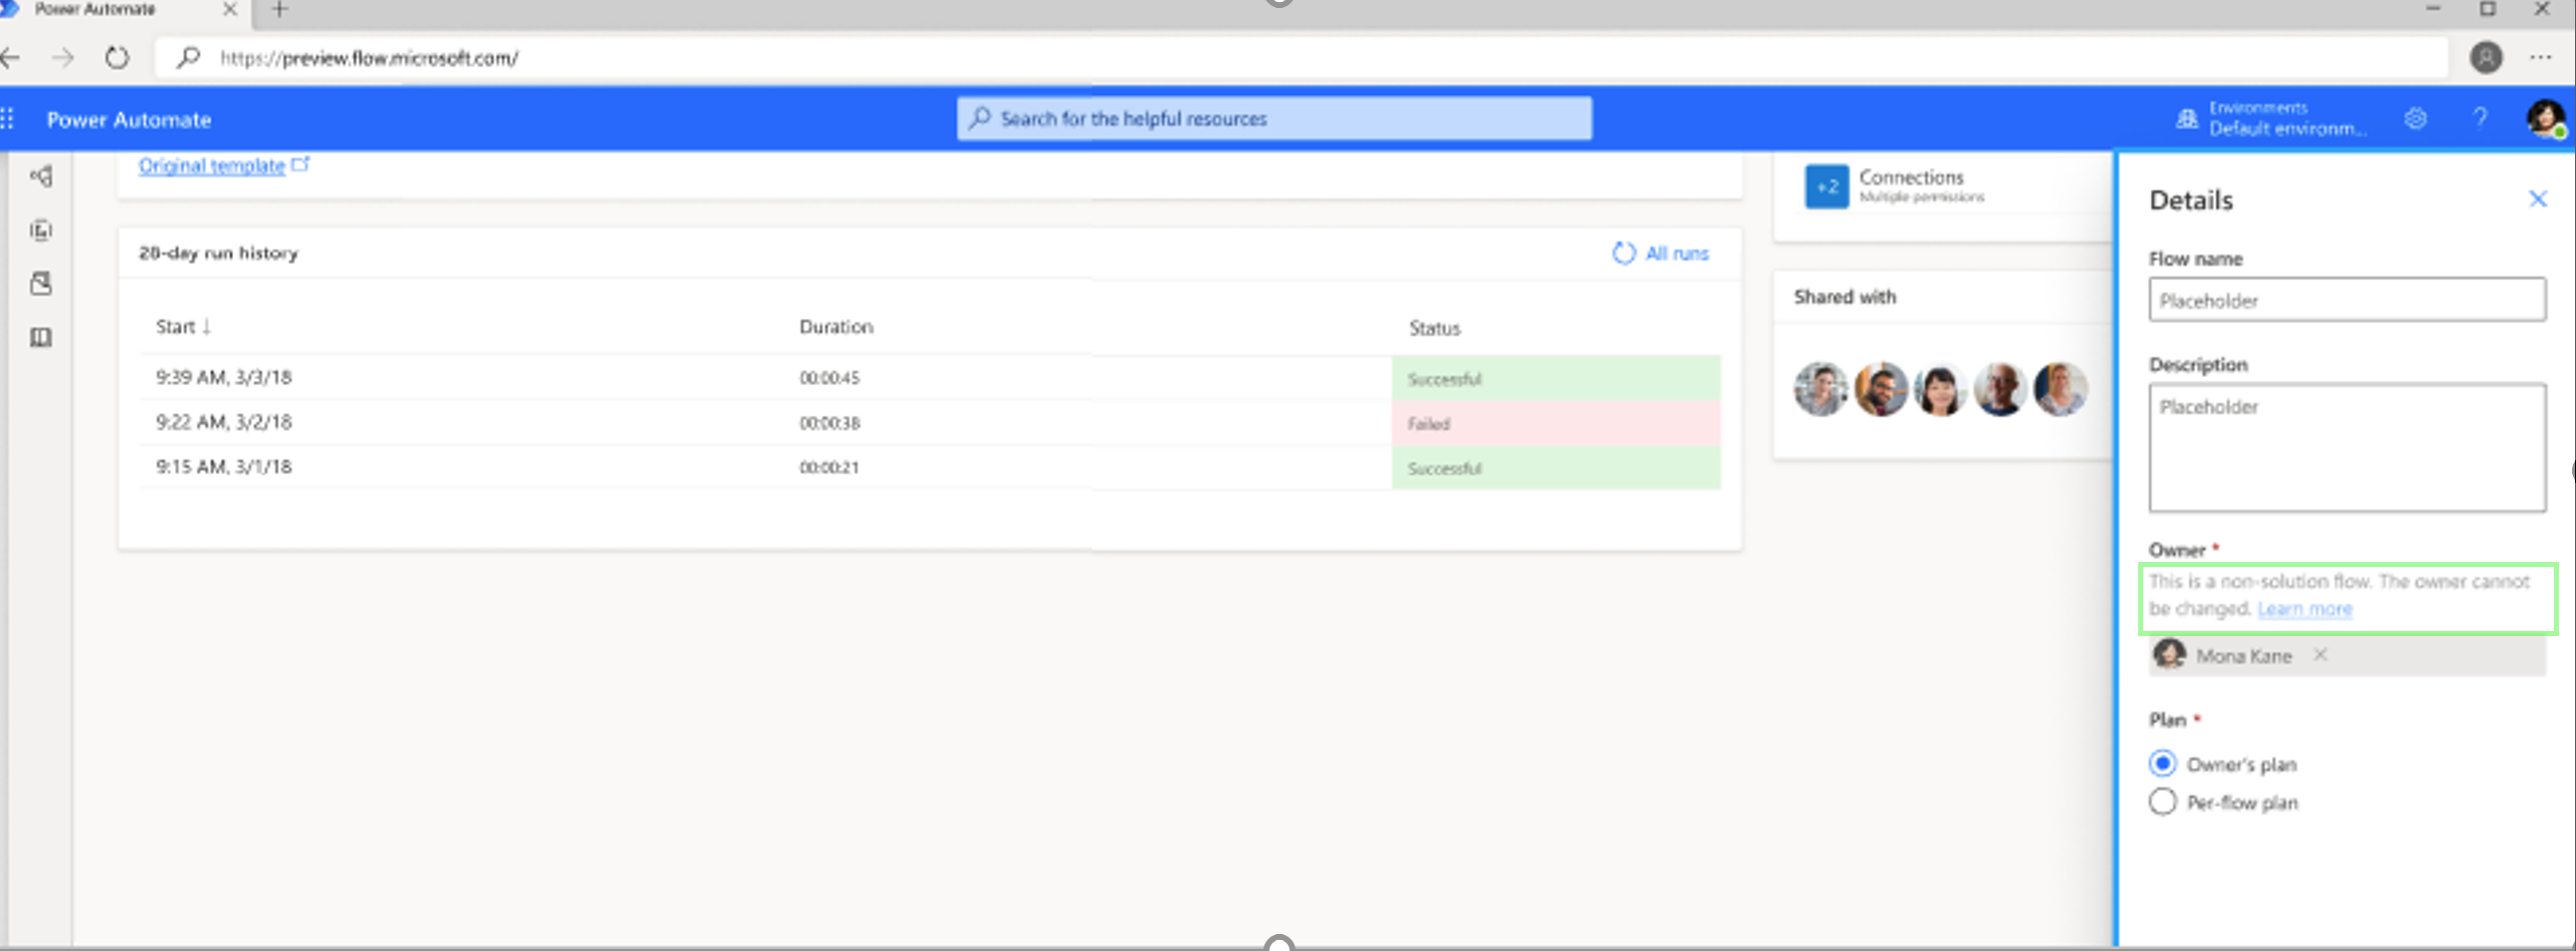 Power Automate
https://preview.flow.microsoft.com/
Power Automate
Search for the helpful resources
Environments
Default environm...
Original template
+2
Connections
Multiple permissions
28-day run history
All runs
Start ↓
Duration
Status
9:39 AM, 3/3/18
00:00:45
Successful
9:22 AM, 3/2/18
00:00:38
Failed
9:15 AM, 3/1/18
00:00:21
Successful
Shared with
Details
Flow name
Placeholder
Description
Placeholder
Owner *
This is a non-solution flow. The owner cannot
be changed. Learn more
Mona Kane
Plan *
Owner's plan
Per-flow plan